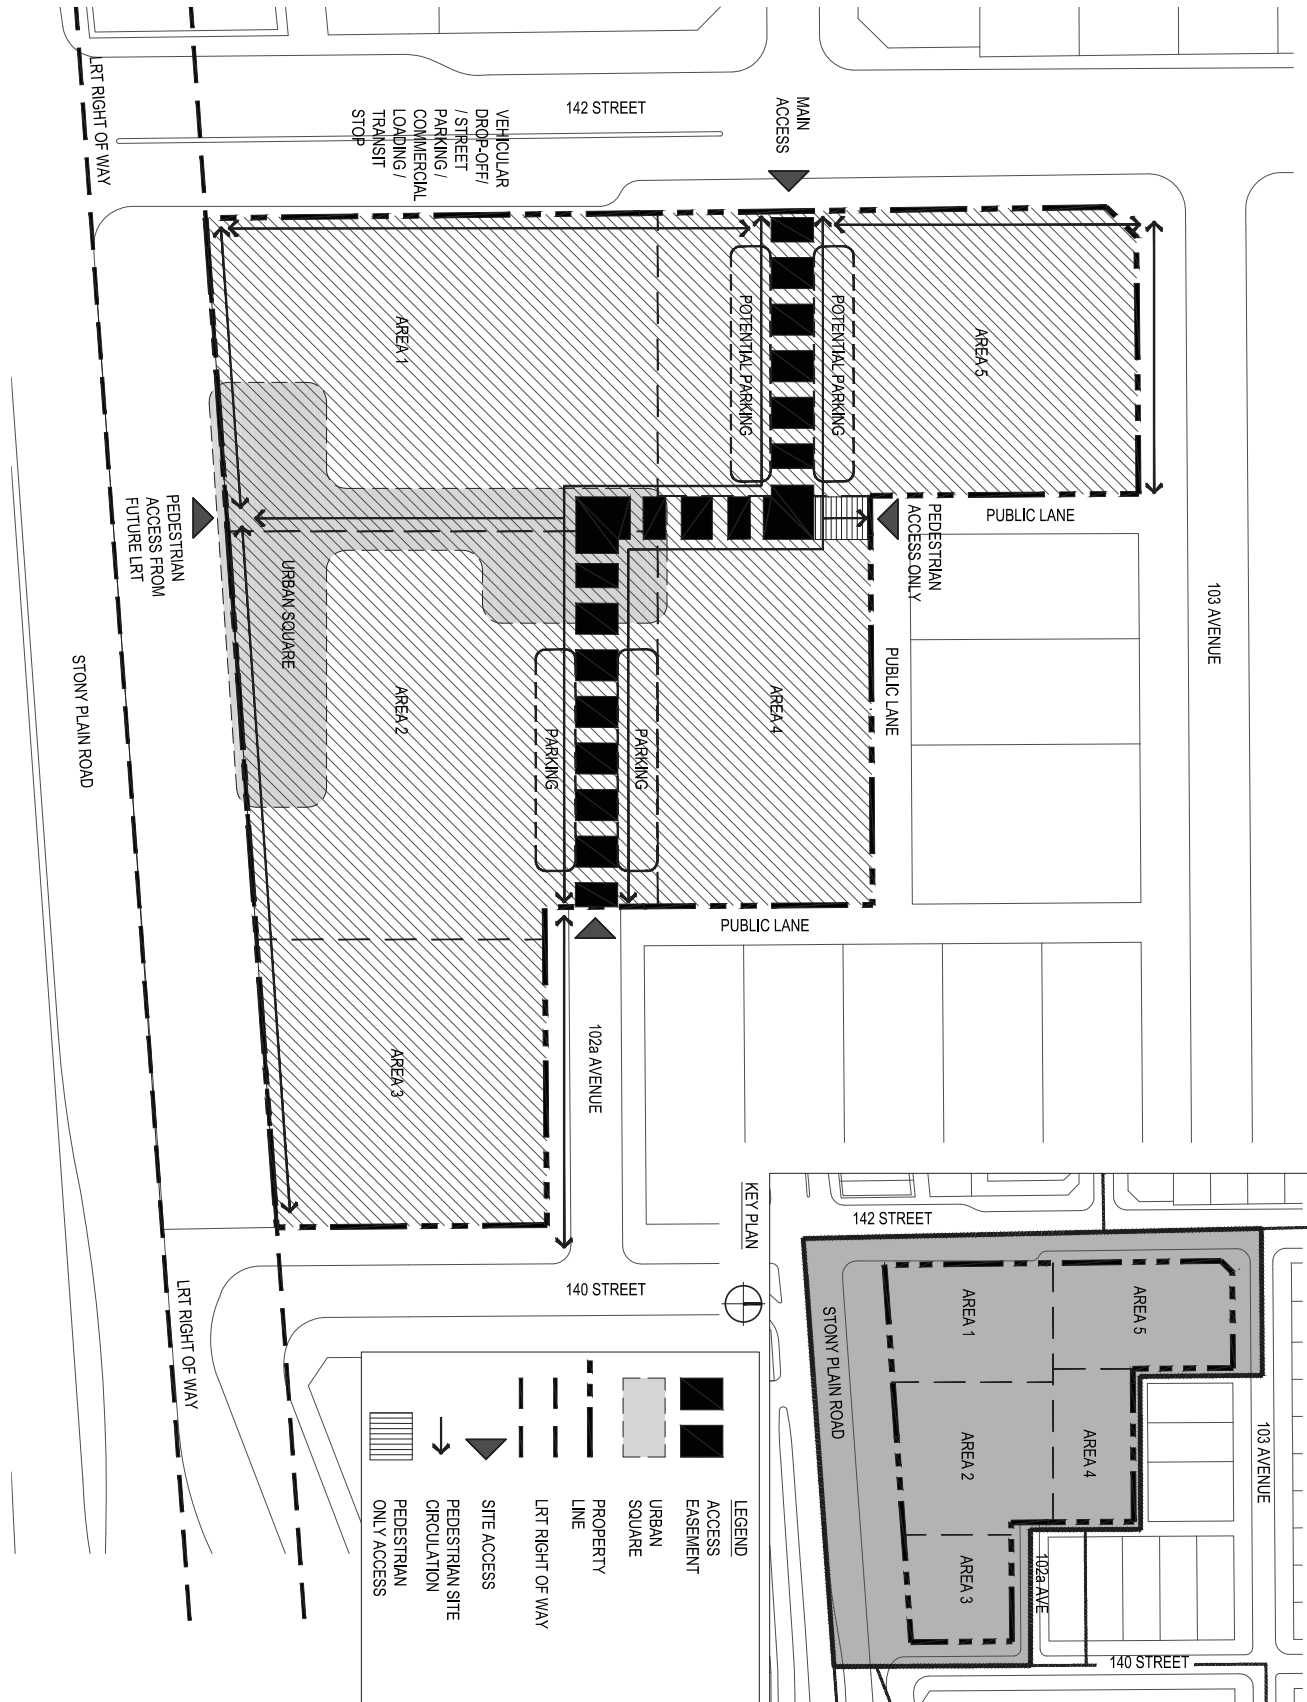 LRT RIGHT OF WAY
142 STREET
VEHICULAR
DROP-OFF/
/ STREET
PARKING /
COMMERCIAL
LOADING /
TRANSIT
STOP
MAIN
ACCESS
AREA 1
POTENTIAL PARKING
POTENTIAL PARKING
AREA 5
PEDESTRIAN
ACCESS FROM
FUTURE LRT
URBAN SQUARE
PEDESTRIAN
ACCESS ONLY
PUBLIC LANE
103 AVENUE
STONY PLAIN ROAD
AREA 2
PARKING
PARKING
AREA 4
PUBLIC LANE
PUBLIC LANE
AREA 3
102a AVENUE
140 STREET
LRT RIGHT OF WAY
KEY PLAN
142 STREET
STONY PLAIN ROAD
AREA 1
AREA 5
AREA 2
AREA 4
103 AVENUE
AREA 3
102a AVE
140 STREET
LEGEND
ACCESS
EASEMENT
URBAN
SQUARE
PROPERTY
LINE
LRT RIGHT OF WAY
SITE ACCESS
PEDESTRIAN SITE
CIRCULATION
PEDESTRIAN
ONLY ACCESS